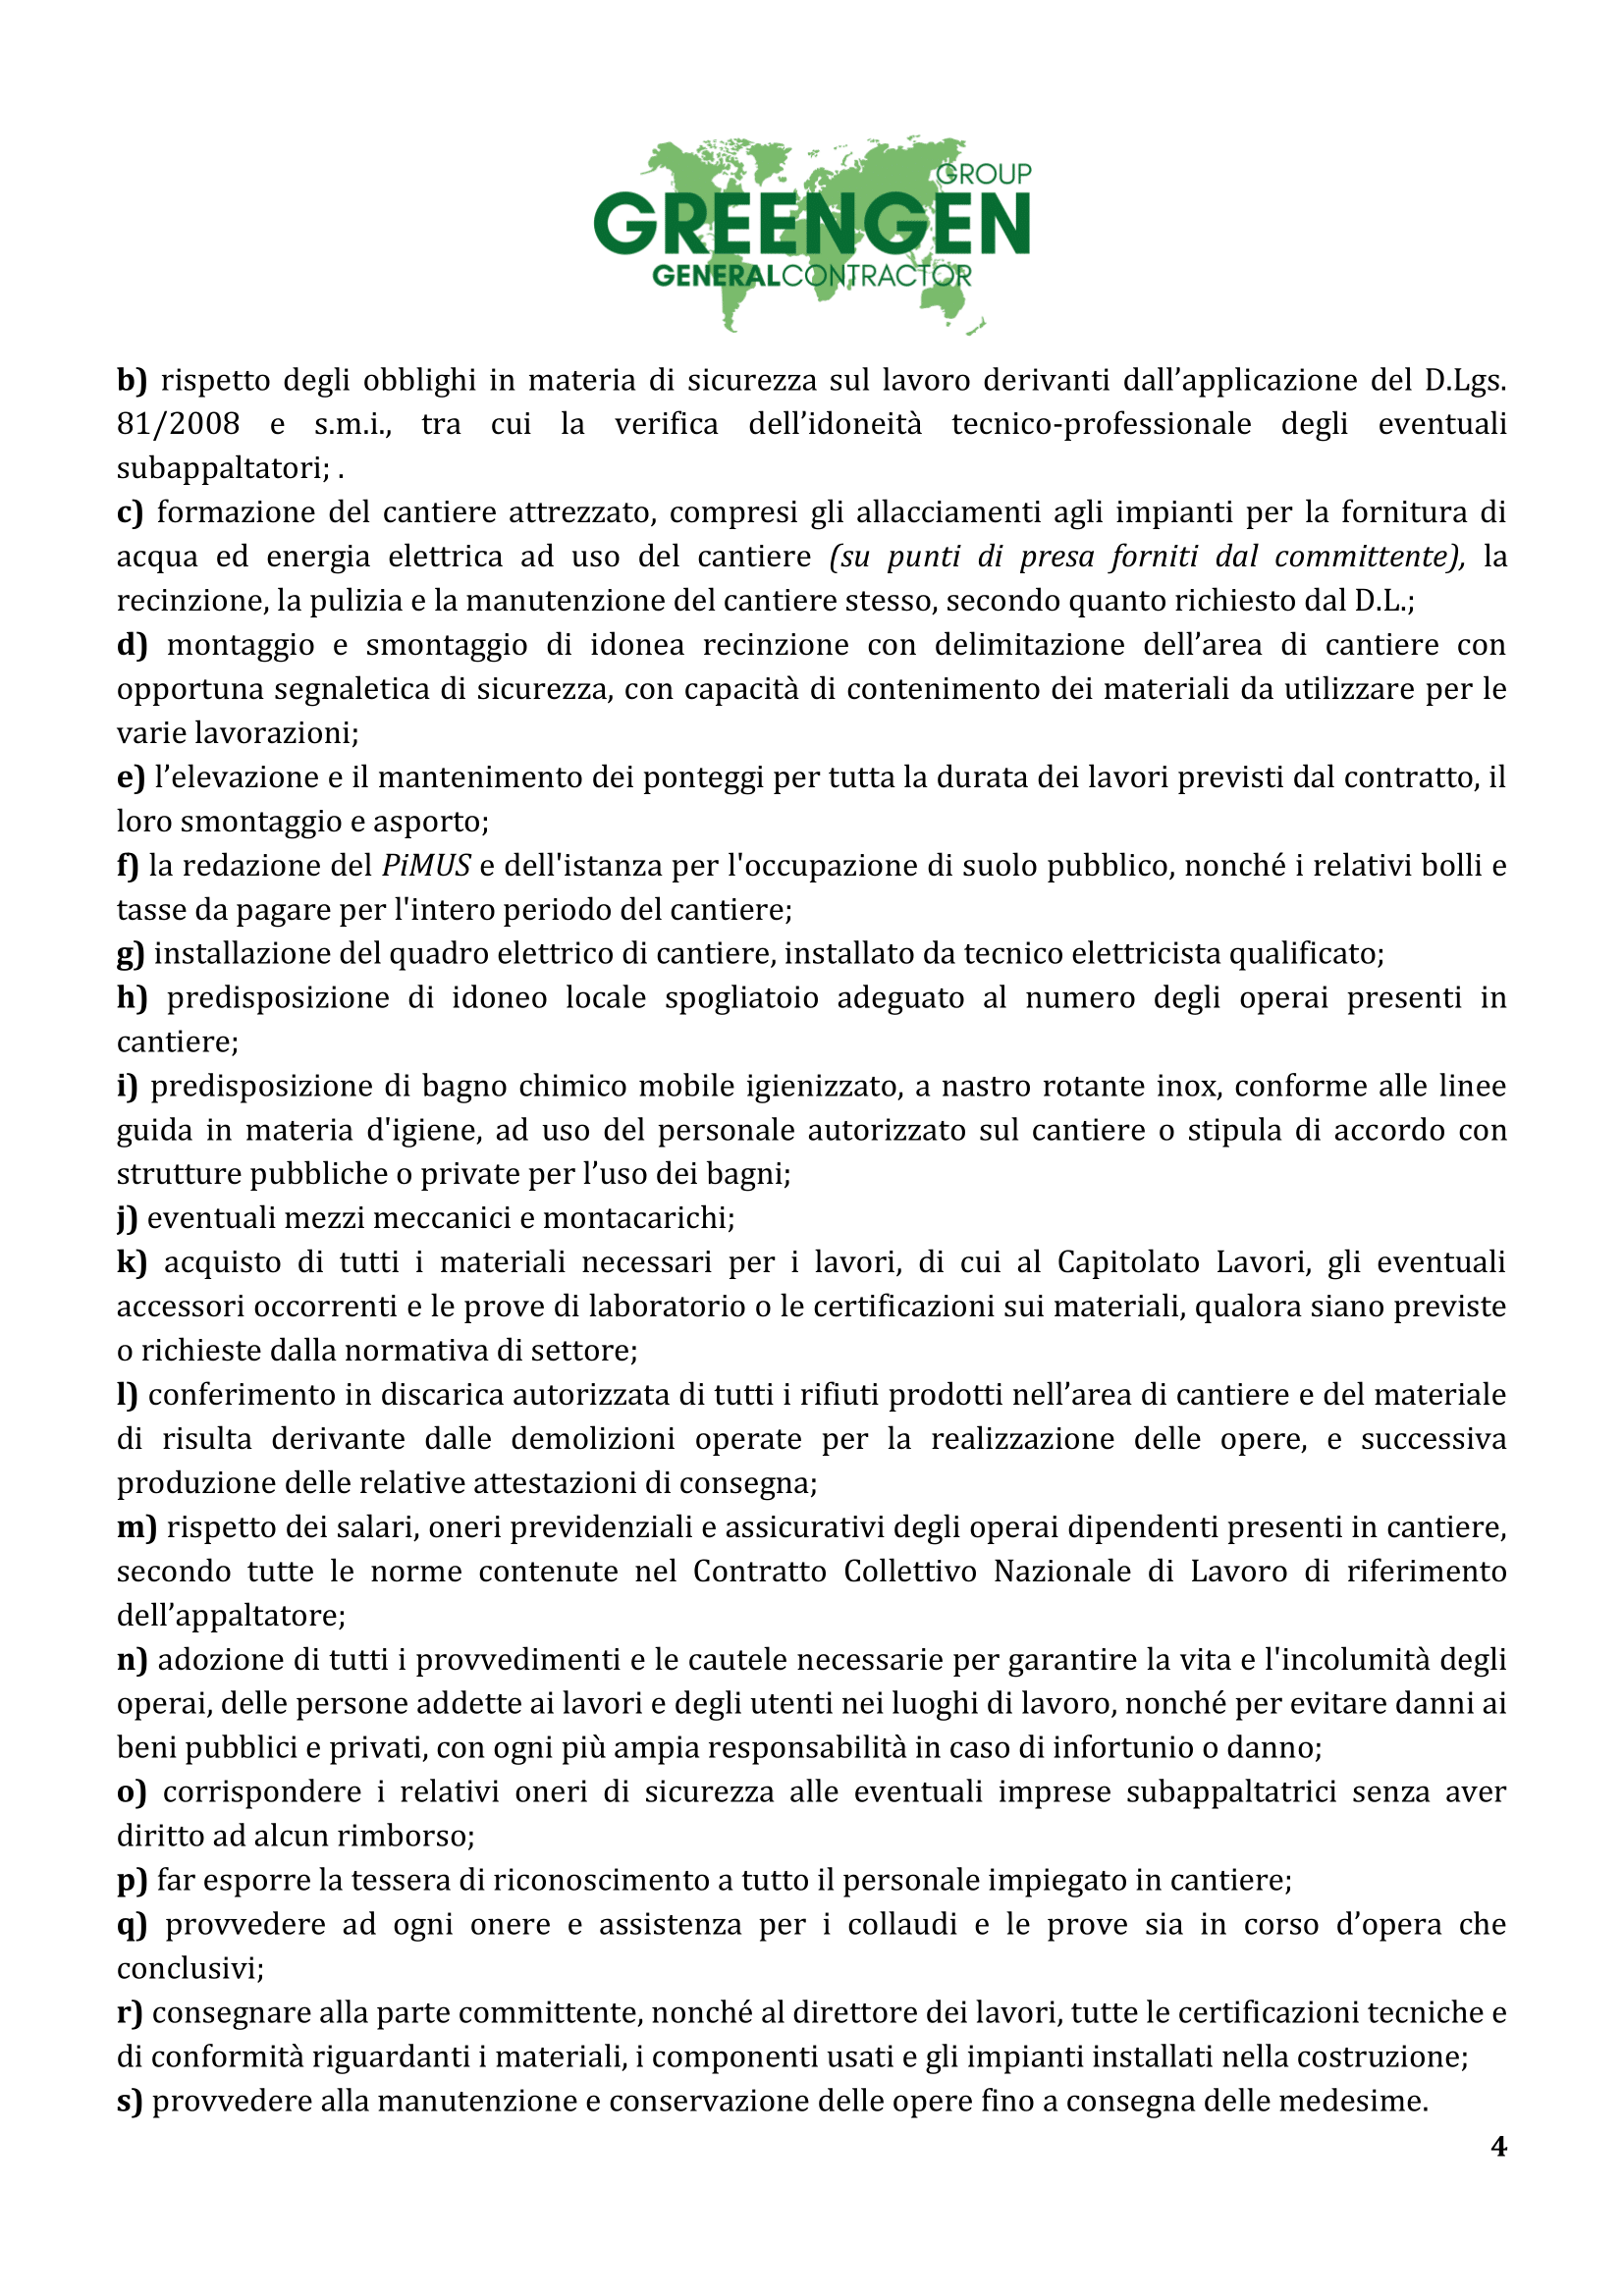 GROUP
GREENGEN
GENERALCONTRACTOR
b) rispetto degli obblighi in materia di sicurezza sul lavoro derivanti dall’applicazione del D.Lgs.
81/2008 e s.m.i., tra cui la verifica dell’idoneità tecnico-professionale degli eventuali
subappaltatori; .
c) formazione del cantiere attrezzato, compresi gli allacciamenti agli impianti per la fornitura di
acqua ed energia elettrica ad uso del cantiere (su punti di presa forniti dal committente), la
recinzione, la pulizia e la manutenzione del cantiere stesso, secondo quanto richiesto dal D.L.;
d) montaggio e smontaggio di idonea recinzione con delimitazione dell’area di cantiere con
opportuna segnaletica di sicurezza, con capacità di contenimento dei materiali da utilizzare per le
varie lavorazioni;
e) l’elevazione e il mantenimento dei ponteggi per tutta la durata dei lavori previsti dal contratto, il
loro smontaggio e asporto;
f) la redazione del PiMUS e dell'istanza per l'occupazione di suolo pubblico, nonché i relativi bolli e
tasse da pagare per l'intero periodo del cantiere;
g) installazione del quadro elettrico di cantiere, installato da tecnico elettricista qualificato;
h) predisposizione di idoneo locale spogliatoio adeguato al numero degli operai presenti in
cantiere;
i) predisposizione di bagno chimico mobile igienizzato, a nastro rotante inox, conforme alle linee
guida in materia d'igiene, ad uso del personale autorizzato sul cantiere o stipula di accordo con
strutture pubbliche o private per l’uso dei bagni;
j) eventuali mezzi meccanici e montacarichi;
k) acquisto di tutti i materiali necessari per i lavori, di cui al Capitolato Lavori, gli eventuali
accessori occorrenti e le prove di laboratorio o le certificazioni sui materiali, qualora siano previste
o richieste dalla normativa di settore;
l) conferimento in discarica autorizzata di tutti i rifiuti prodotti nell’area di cantiere e del materiale
di risulta derivante dalle demolizioni operate per la realizzazione delle opere, e successiva
produzione delle relative attestazioni di consegna;
m) rispetto dei salari, oneri previdenziali e assicurativi degli operai dipendenti presenti in cantiere,
secondo tutte le norme contenute nel Contratto Collettivo Nazionale di Lavoro di riferimento
dell’appaltatore;
n) adozione di tutti i provvedimenti e le cautele necessarie per garantire la vita e l'incolumità degli
operai, delle persone addette ai lavori e degli utenti nei luoghi di lavoro, nonché per evitare danni ai
beni pubblici e privati, con ogni più ampia responsabilità in caso di infortunio o danno;
o) corrispondere i relativi oneri di sicurezza alle eventuali imprese subappaltatrici senza aver
diritto ad alcun rimborso;
p) far esporre la tessera di riconoscimento a tutto il personale impiegato in cantiere;
q) provvedere ad ogni onere e assistenza per i collaudi e le prove sia in corso d’opera che
conclusivi;
r) consegnare alla parte committente, nonché al direttore dei lavori, tutte le certificazioni tecniche e
di conformità riguardanti i materiali, i componenti usati e gli impianti installati nella costruzione;
s) provvedere alla manutenzione e conservazione delle opere fino a consegna delle medesime.
4